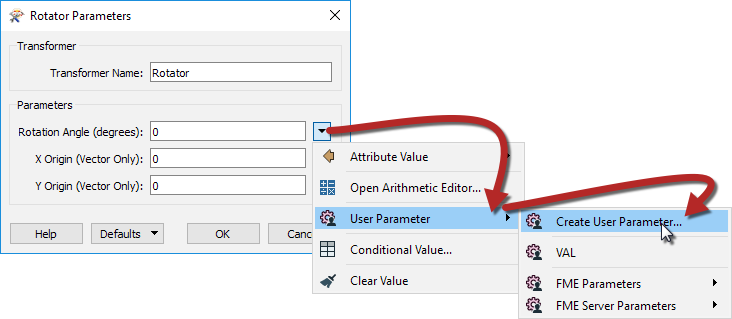 Rotator Parameters
Transformer
Transformer Name: Rotator
Parameters
Rotation Angle (degrees): 0
X Origin (Vector Only): 0
Y Origin (Vector Only): 0
Help
Defaults
OK
Canc
Attribute Value
Open Arithmetic Editor...
User Parameter
Conditional Value...
Clear Value
Create User Parameter...
VAL
FME Parameters
FME Server Parameters